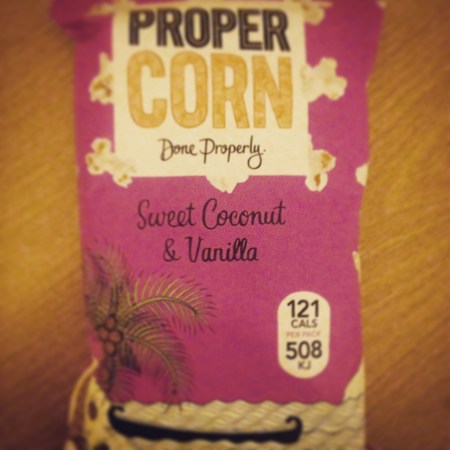 PROPER
CORN
Done Properly.
Sweet Coconut
& Vanilla
121
CALS
PER PACK
508
KJ